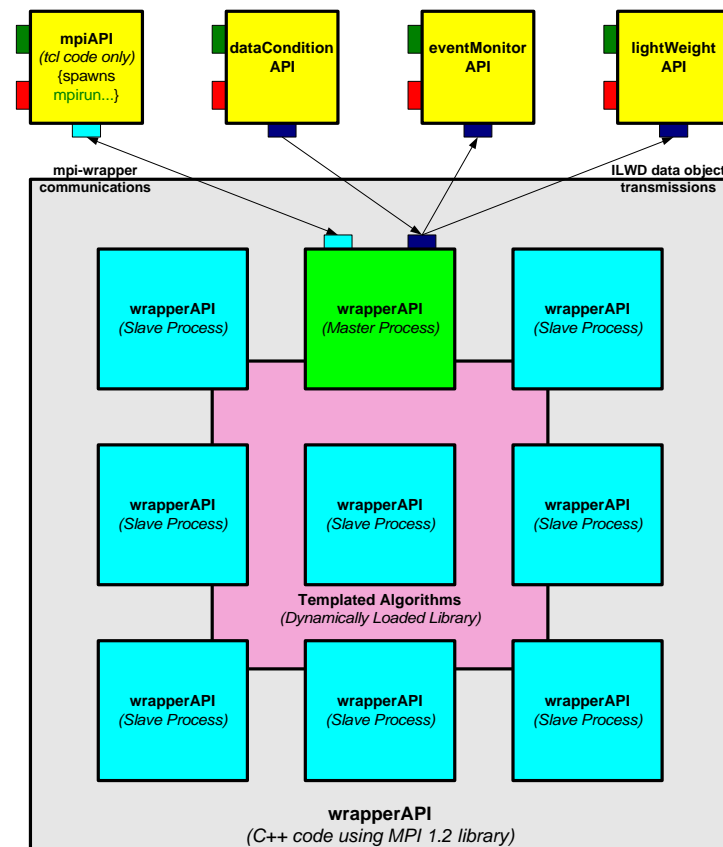 mpiAPI
(tcl code only)
{spawns
mpirun...}
dataCondition
API
eventMonitor
API
lightWeight
API
mpi-wrapper
communications
ILWD data object
transmissions
wrapperAPI
(Slave Process)
wrapperAPI
(Master Process)
wrapperAPI
(Slave Process)
wrapperAPI
(Slave Process)
wrapperAPI
(Slave Process)
wrapperAPI
(Slave Process)
Templated Algorithms
(Dynamically Loaded Library)
wrapperAPI
(Slave Process)
wrapperAPI
(Slave Process)
wrapperAPI
(Slave Process)
wrapperAPI
(C++ code using MPI 1.2 library)